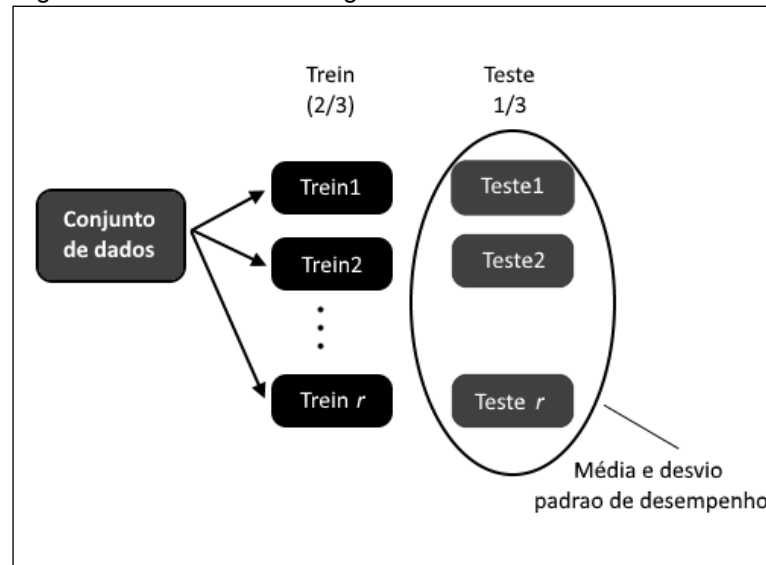 Trein
(2/3)
Teste
1/3
Conjunto
de dados
Trein1
Teste1
Trein2
Teste2
Trein r
Teste r
Média e desvio
padrao de desempenho